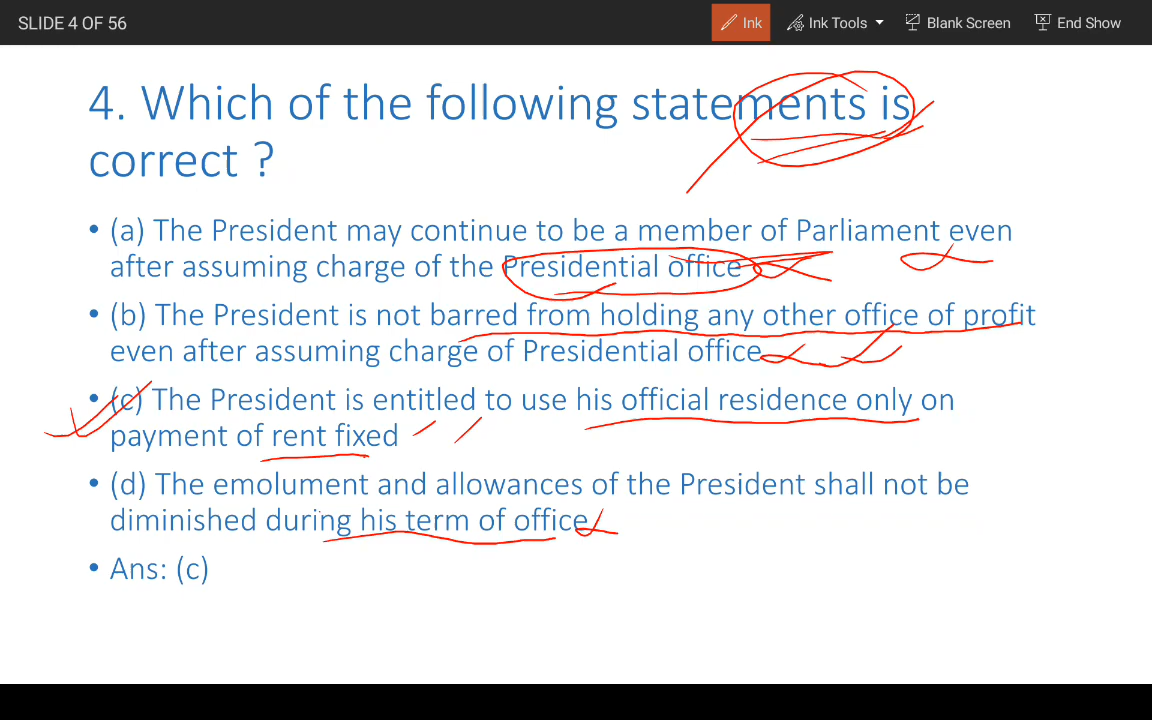 SLIDE 4 OF 56
Ink
Ink Tools
Blank Screen
End Show
4. Which of the following statements is
correct ?
• (a) The President may continue to be a member of Parliament even
after assuming charge of the Presidential office
• (b) The President is not barred from holding any other office of profit
even after assuming charge of Presidential office
• (c) The President is entitled to use his official residence only on
payment of rent fixed
• (d) The emolument and allowances of the President shall not be
diminished during his term of office
• Ans: (c)